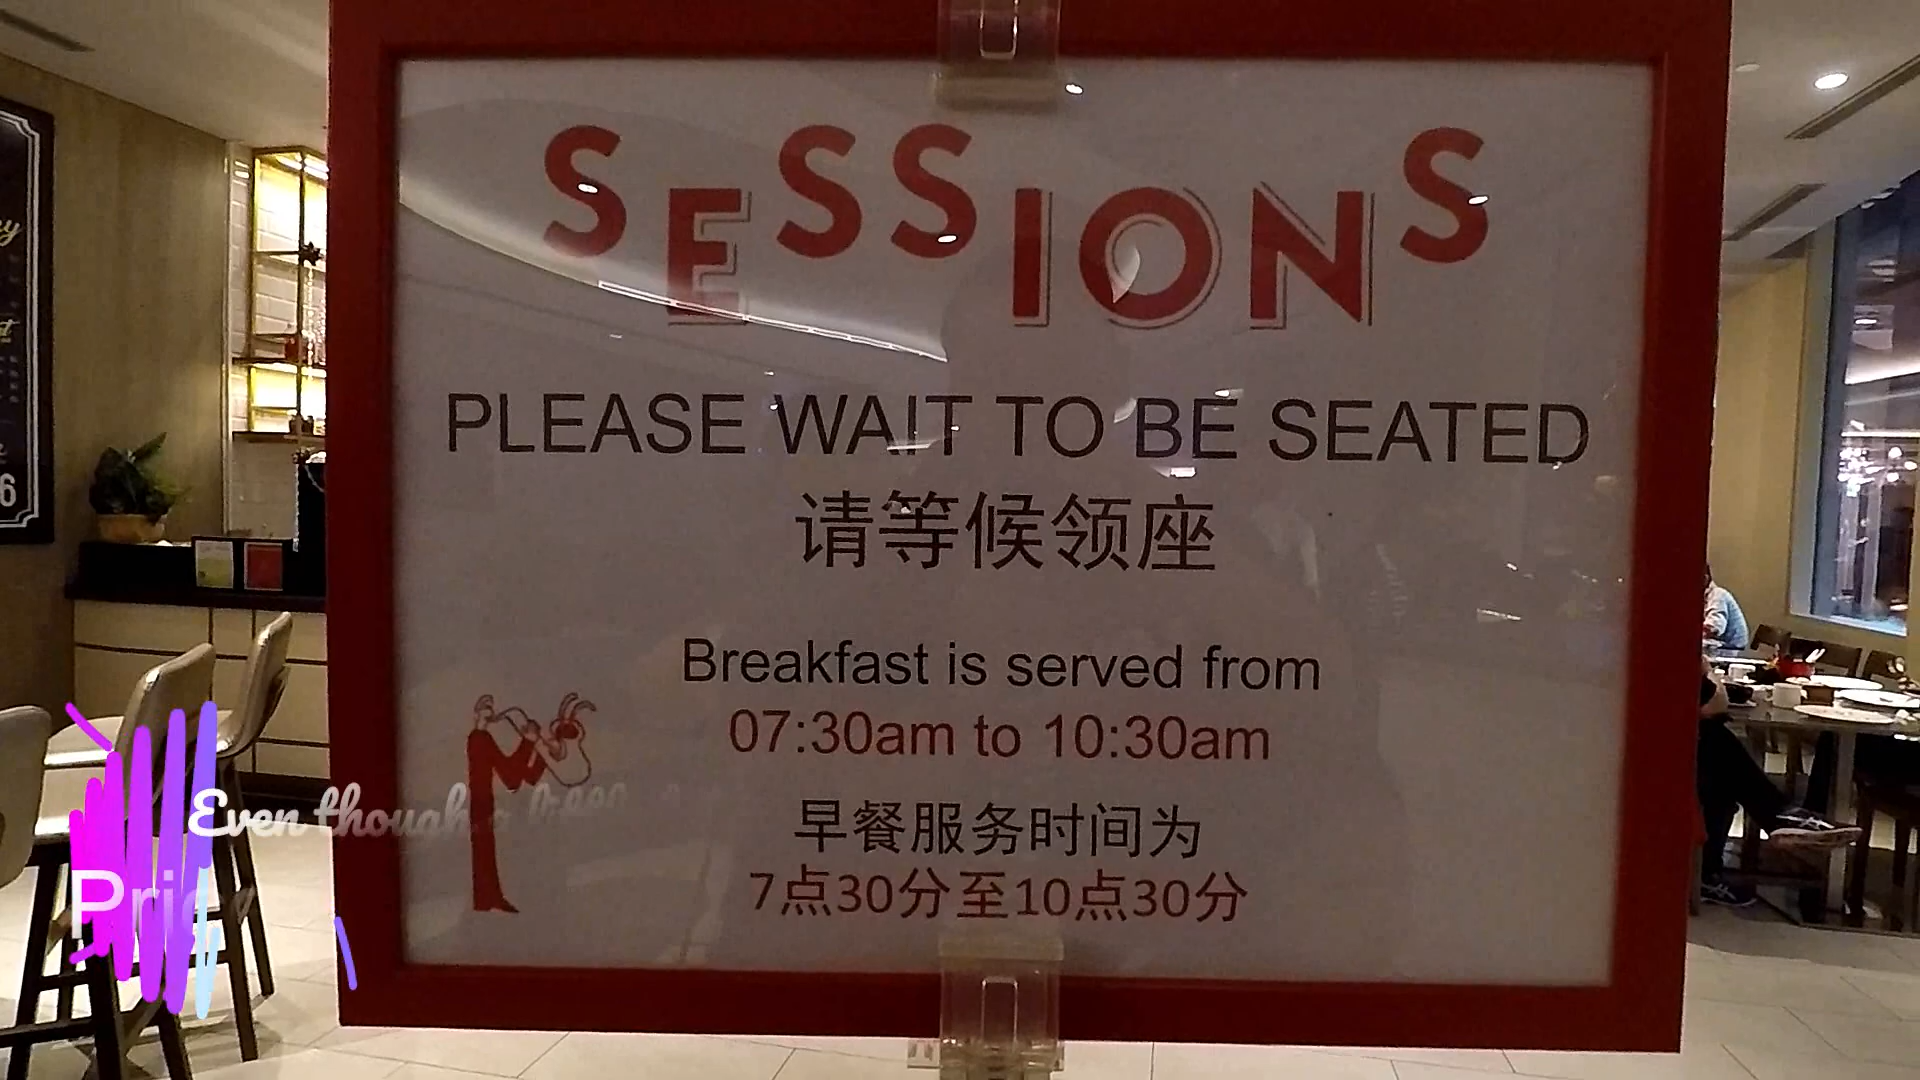 SESSIONS
PLEASE WAIT TO BE SEATED
请等候领座
Breakfast is served from
07:30am to 10:30am
早餐服务时间为
7点30分至10点30分
Even though a
6